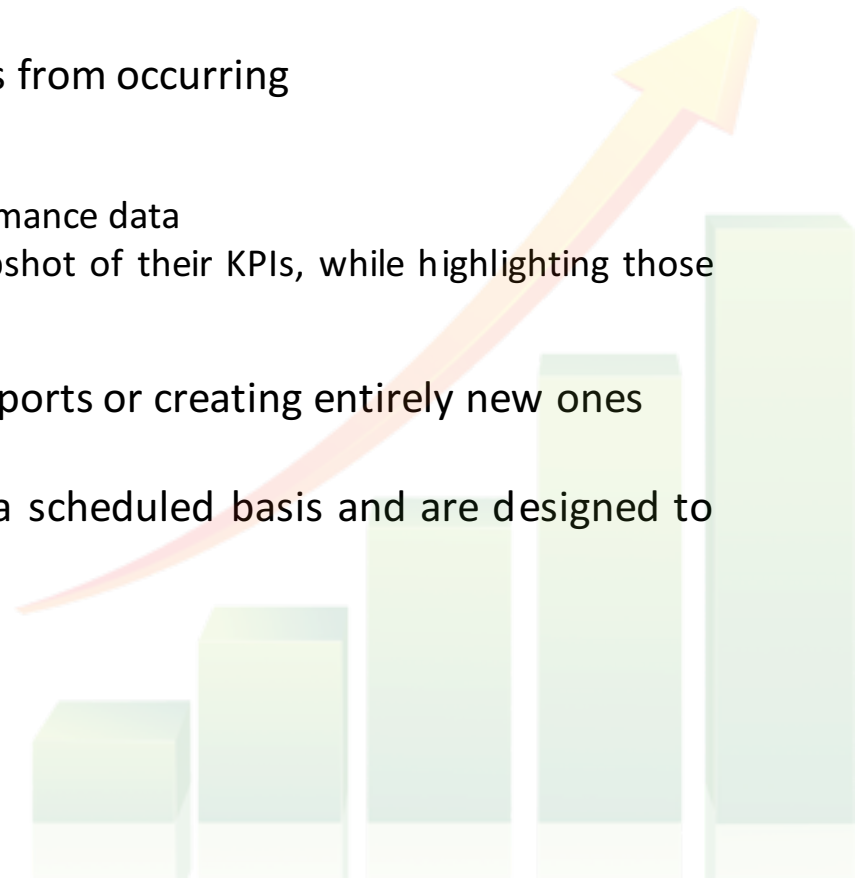 s from occurring
mance data
shot of their KPIs, while highlighting those
ports or creating entirely new ones
a scheduled basis and are designed to